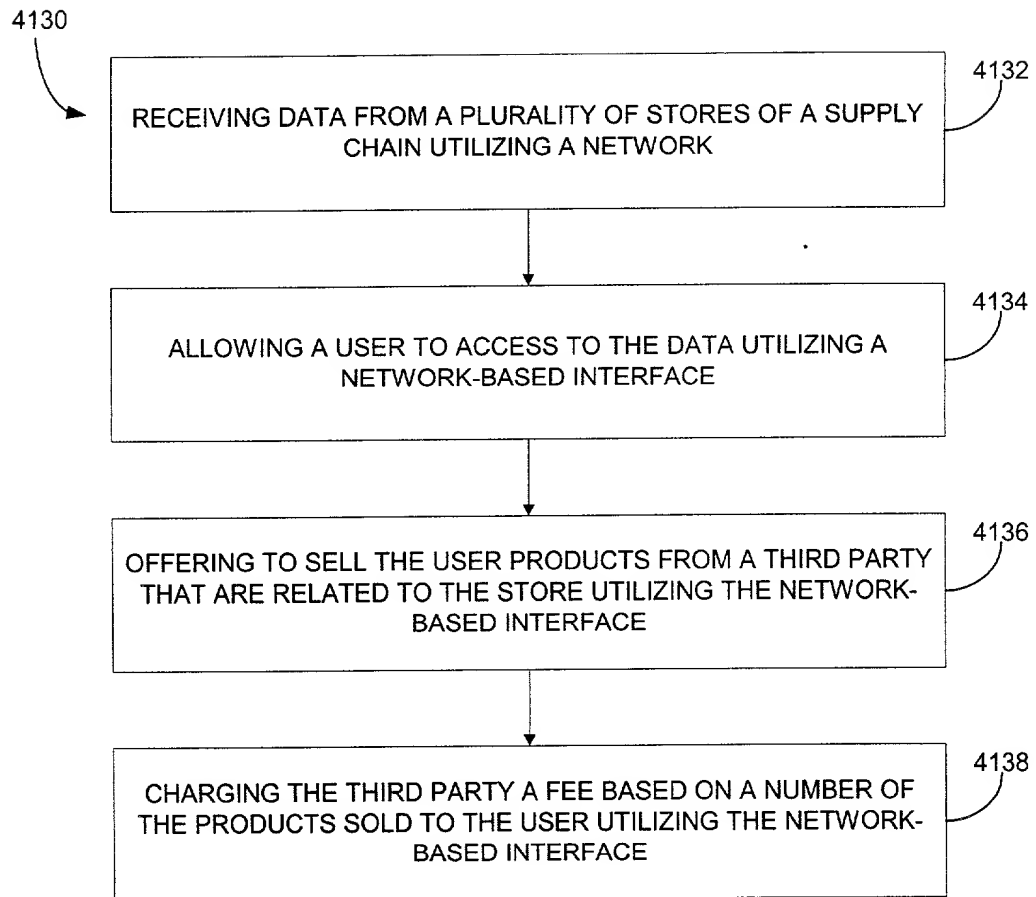 4130
4132
RECEIVING DATA FROM A PLURALITY OF STORES OF A SUPPLY
CHAIN UTILIZING A NETWORK
4134
ALLOWING A USER TO ACCESS TO THE DATA UTILIZING A
NETWORK-BASED INTERFACE
4136
OFFERING TO SELL THE USER PRODUCTS FROM A THIRD PARTY
THAT ARE RELATED TO THE STORE UTILIZING THE NETWORK-
BASED INTERFACE
4138
CHARGING THE THIRD PARTY A FEE BASED ON A NUMBER OF
THE PRODUCTS SOLD TO THE USER UTILIZING THE NETWORK-
BASED INTERFACE